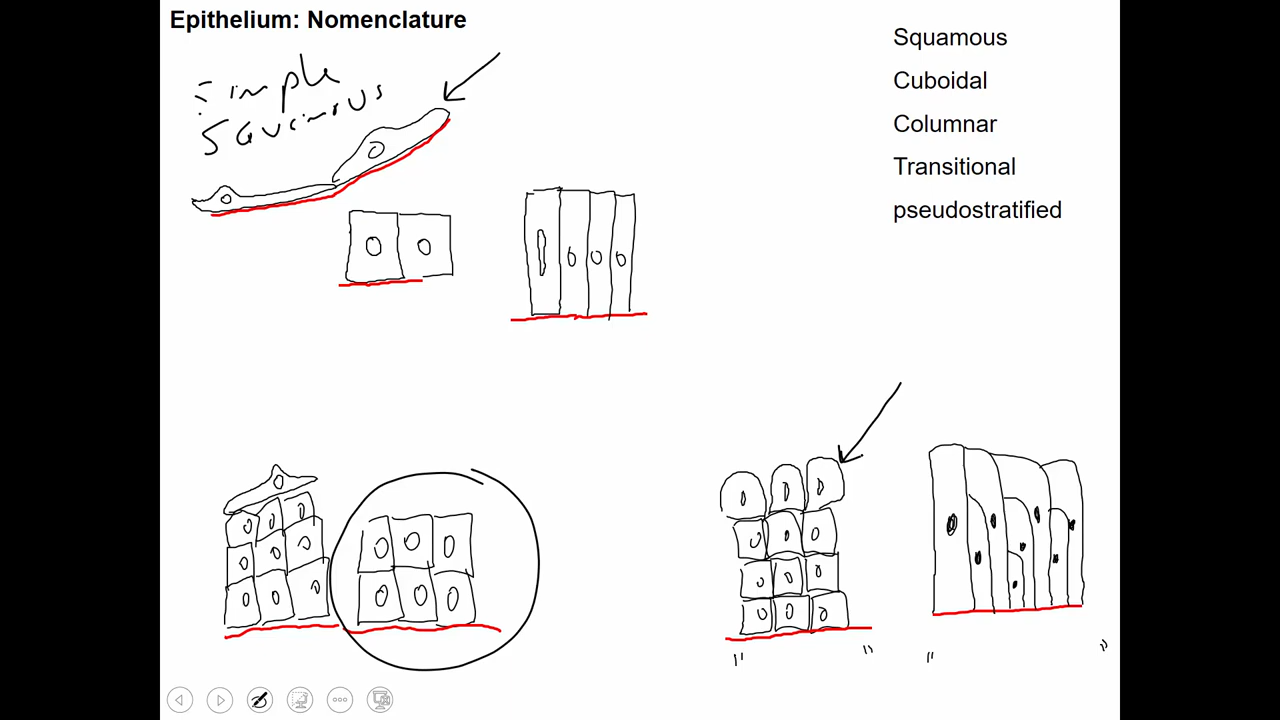 Epithelium: Nomenclature
Simple
Squamous
Squamous
Cuboidal
Columnar
Transitional
pseudostratified
" "
" "